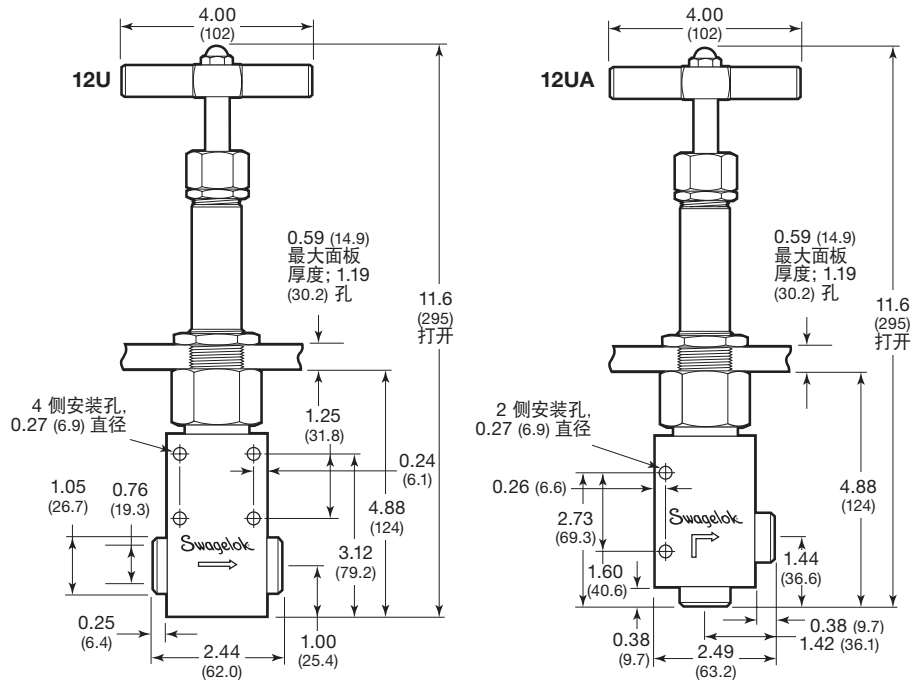 4.00
(102)
12U
0.59 (14.9)
最大面板
厚度; 1.19
(30.2) 孔
11.6
(295)
打开
4 侧安装孔,
0.27 (6.9) 直径
1.25
(31.8)
0.24
(6.1)
1.05
(26.7)
0.76
(19.3)
4.88
(124)
Swagelok
3.12
(79.2)
0.25
(6.4)
2.44
(62.0)
1.00
(25.4)
4.00
(102)
12UA
0.59 (14.9)
最大面板
厚度; 1.19
(30.2) 孔
11.6
(295)
打开
2 侧安装孔,
0.27 (6.9) 直径
0.26 (6.6)
4.88
(124)
2.73
(69.3)
Swagelok
1.60
(40.6)
1.44
(36.6)
0.38
(9.7)
2.49
(63.2)
0.38 (9.7)
1.42 (36.1)